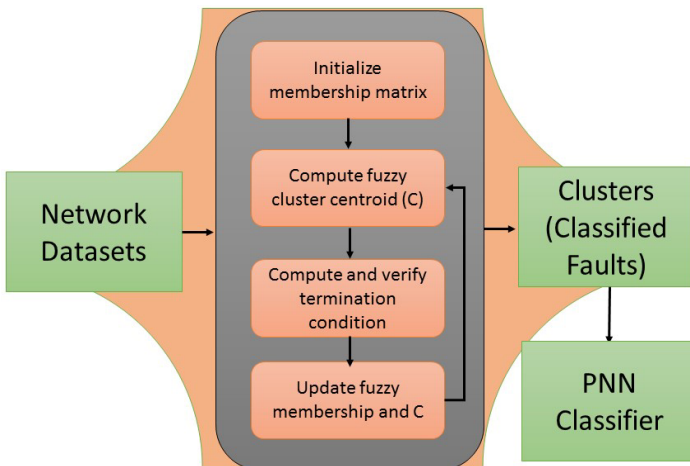 Network
Datasets
Initialize
membership matrix
Compute fuzzy
cluster centroid (C)
Compute and verify
termination
condition
Update fuzzy
membership and C
Clusters
(Classified
Faults)
PNN
Classifier